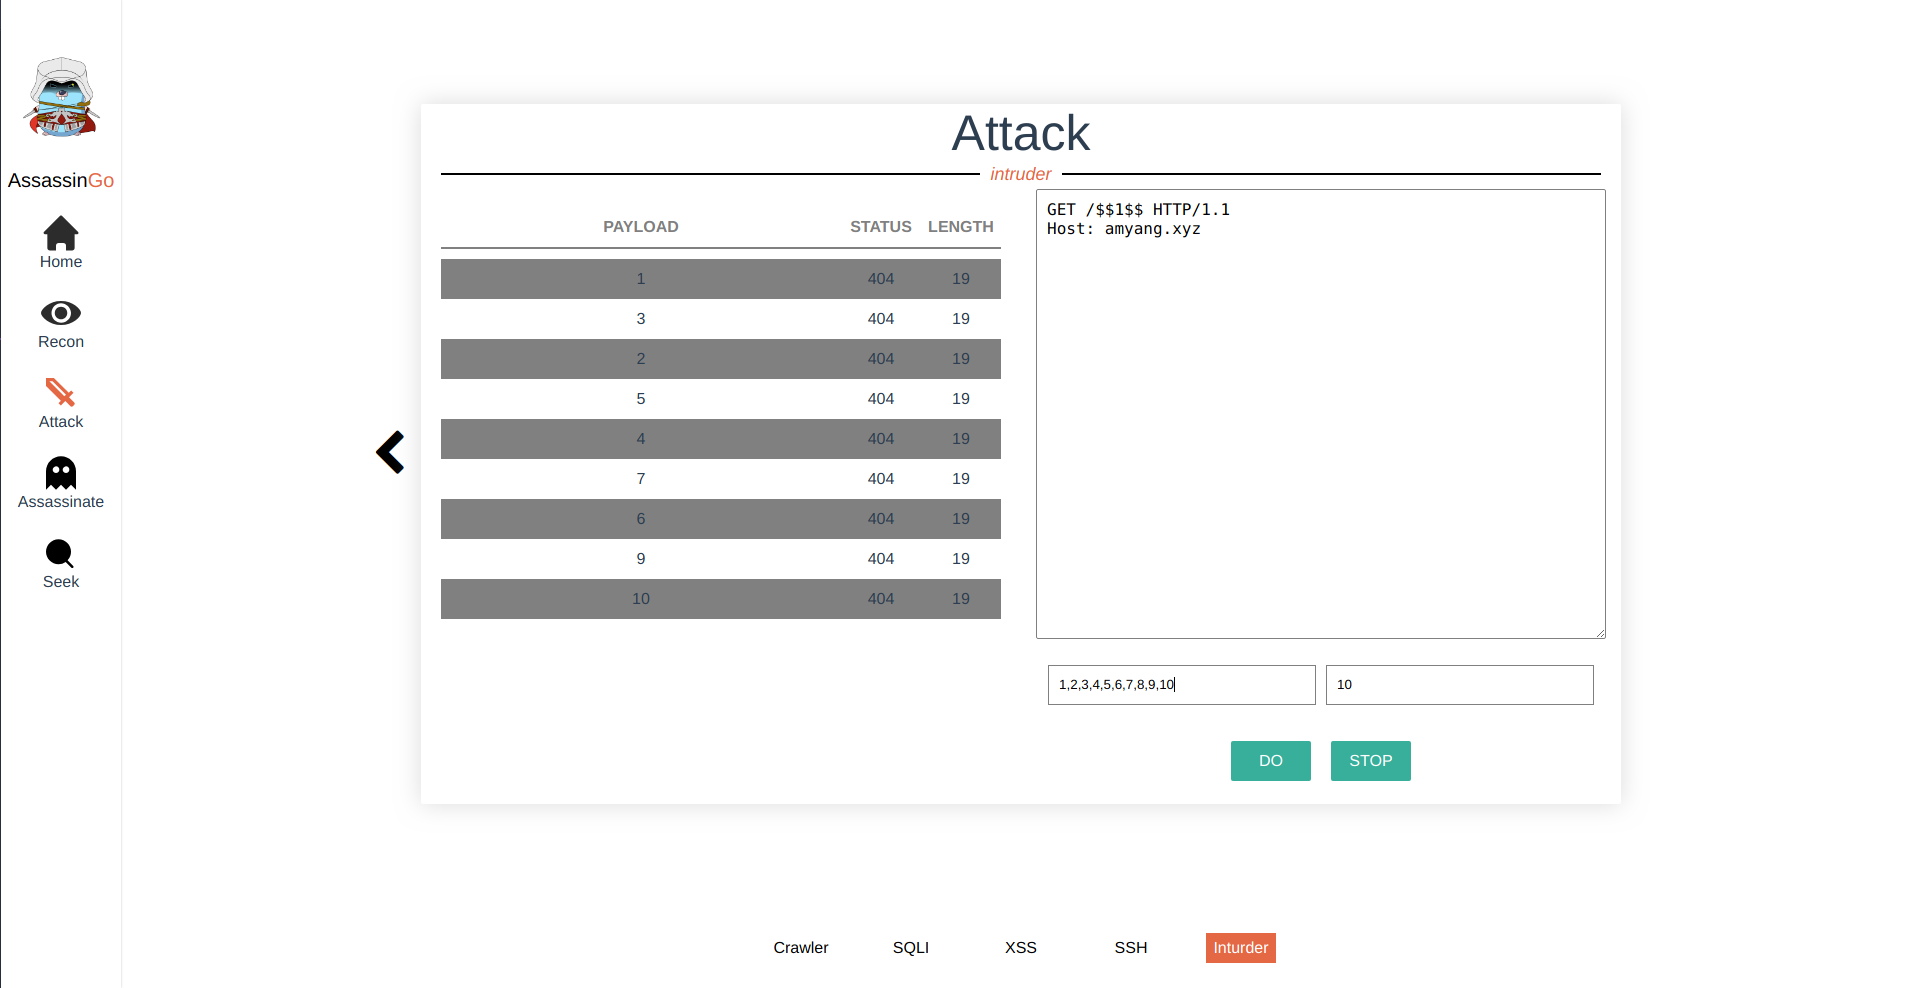 AssassinGo
Home
Recon
Attack
Assassinate
Seek
Attack
intruder
PAYLOAD STATUS LENGTH
1 404 19
3 404 19
2 404 19
5 404 19
4 404 19
7 404 19
6 404 19
9 404 19
10 404 19
GET /$$1$$ HTTP/1.1
Host: amyang.xyz
1,2,3,4,5,6,7,8,9,10
10
DO STOP
Crawler SQLI XSS SSH Inturder